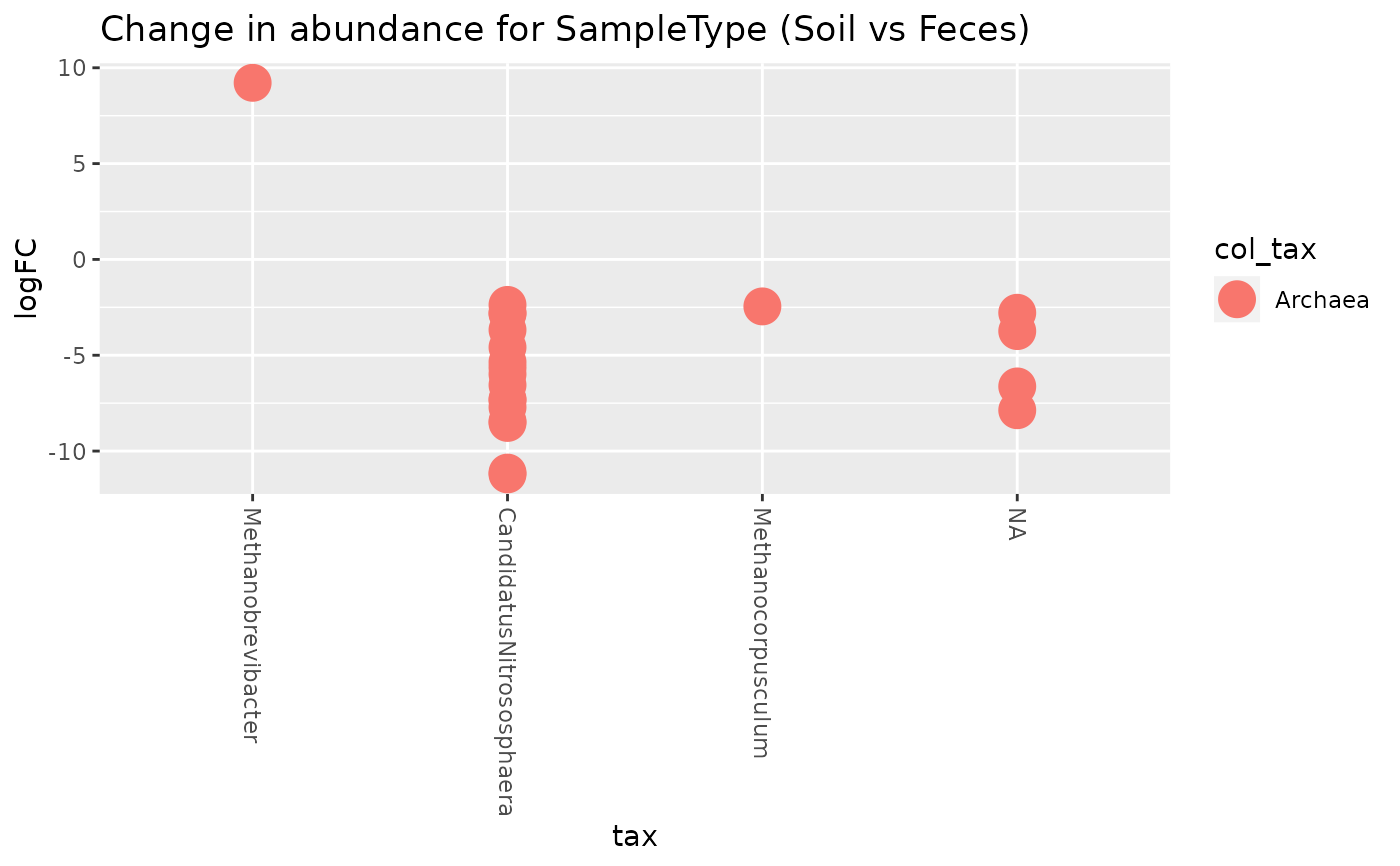 Change in abundance for SampleType (Soil vs Feces)
10
5
0
-5
-10
logFC
Methanobrevibacter
CandidatusNitrososphaera
Methanocorpusculum
NA
tax
col_tax
Archaea